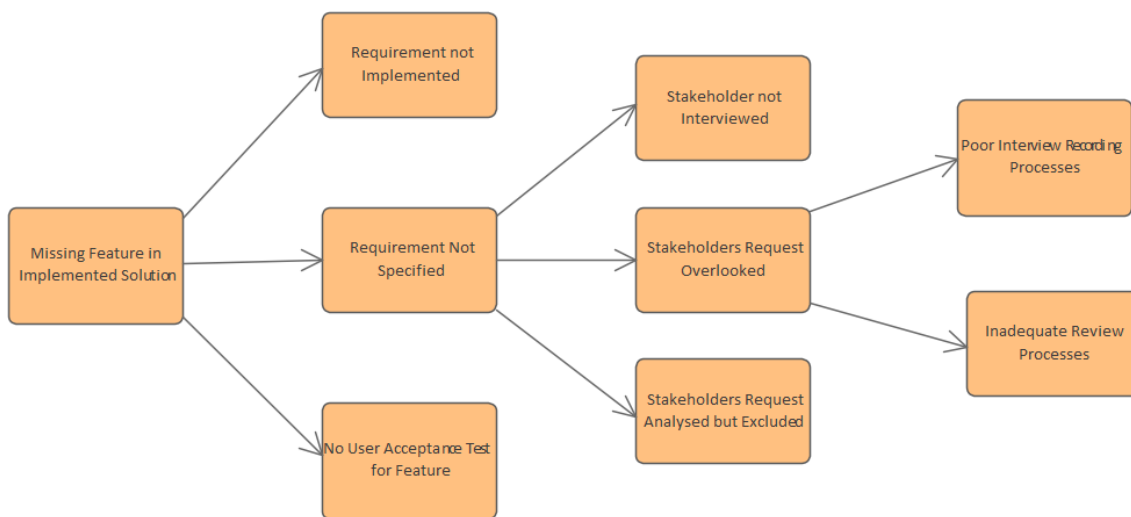 Requirement not
Implemented
Stakeholder not
Interviewed
Poor Interview Recording
Processes
Missing Feature in
Implemented Solution
Requirement Not
Specified
Stakeholders Request
Overlooked
Inadequate Review
Processes
Stakeholders Request
Analysed but Excluded
No User Acceptance Test
for Feature